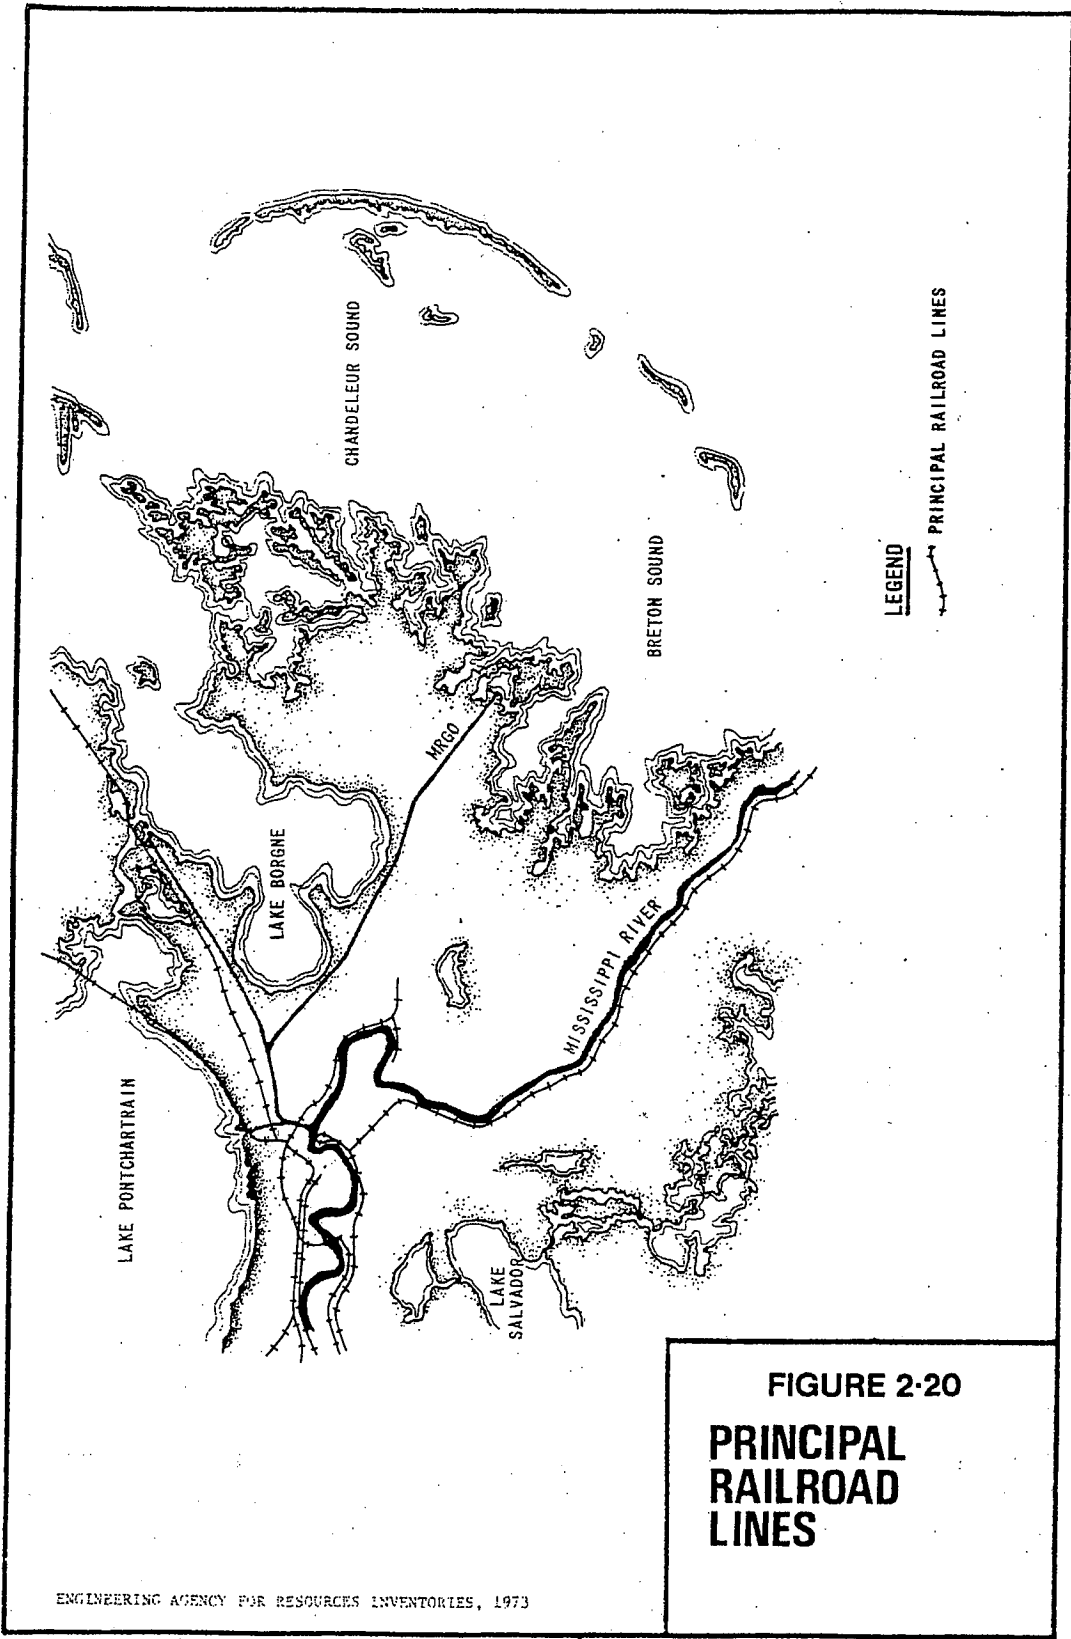 CHANDELEUR SOUND
PRINCIPAL RAILROAD LINES
LEGEND
BRETON SOUND
MRGO
LAKE BORGNE
MISSISSIPPI RIVER
LAKE PONTCHARTRAIN
LAKE
SALVADOR
FIGURE 2-20
PRINCIPAL
RAILROAD
LINES
ENGINEERING AGENCY FOR RESOURCES INVENTORIES, 1973